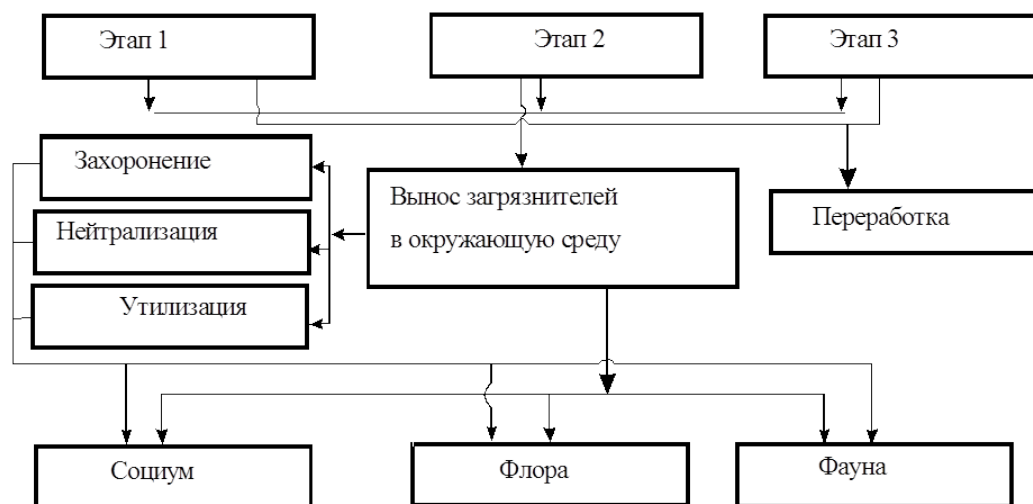 Этап 1
Этап 2
Этап 3
Захоронение
Нейтрализация
Утилизация
Вынос загрязнителей
в окружающую среду
Переработка
Социум
Флора
Фауна